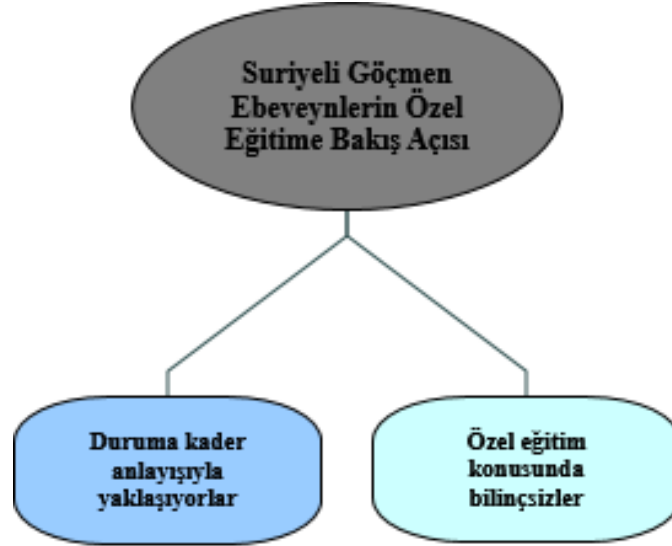 Suriyeli Göçmen
Ebeveynlerin Özel
Eğitime Bakış Açısı
Duruma kader
anlayışıyla
yaklaşıyorlar
Özel eğitim
konusunda
bilinçsizler